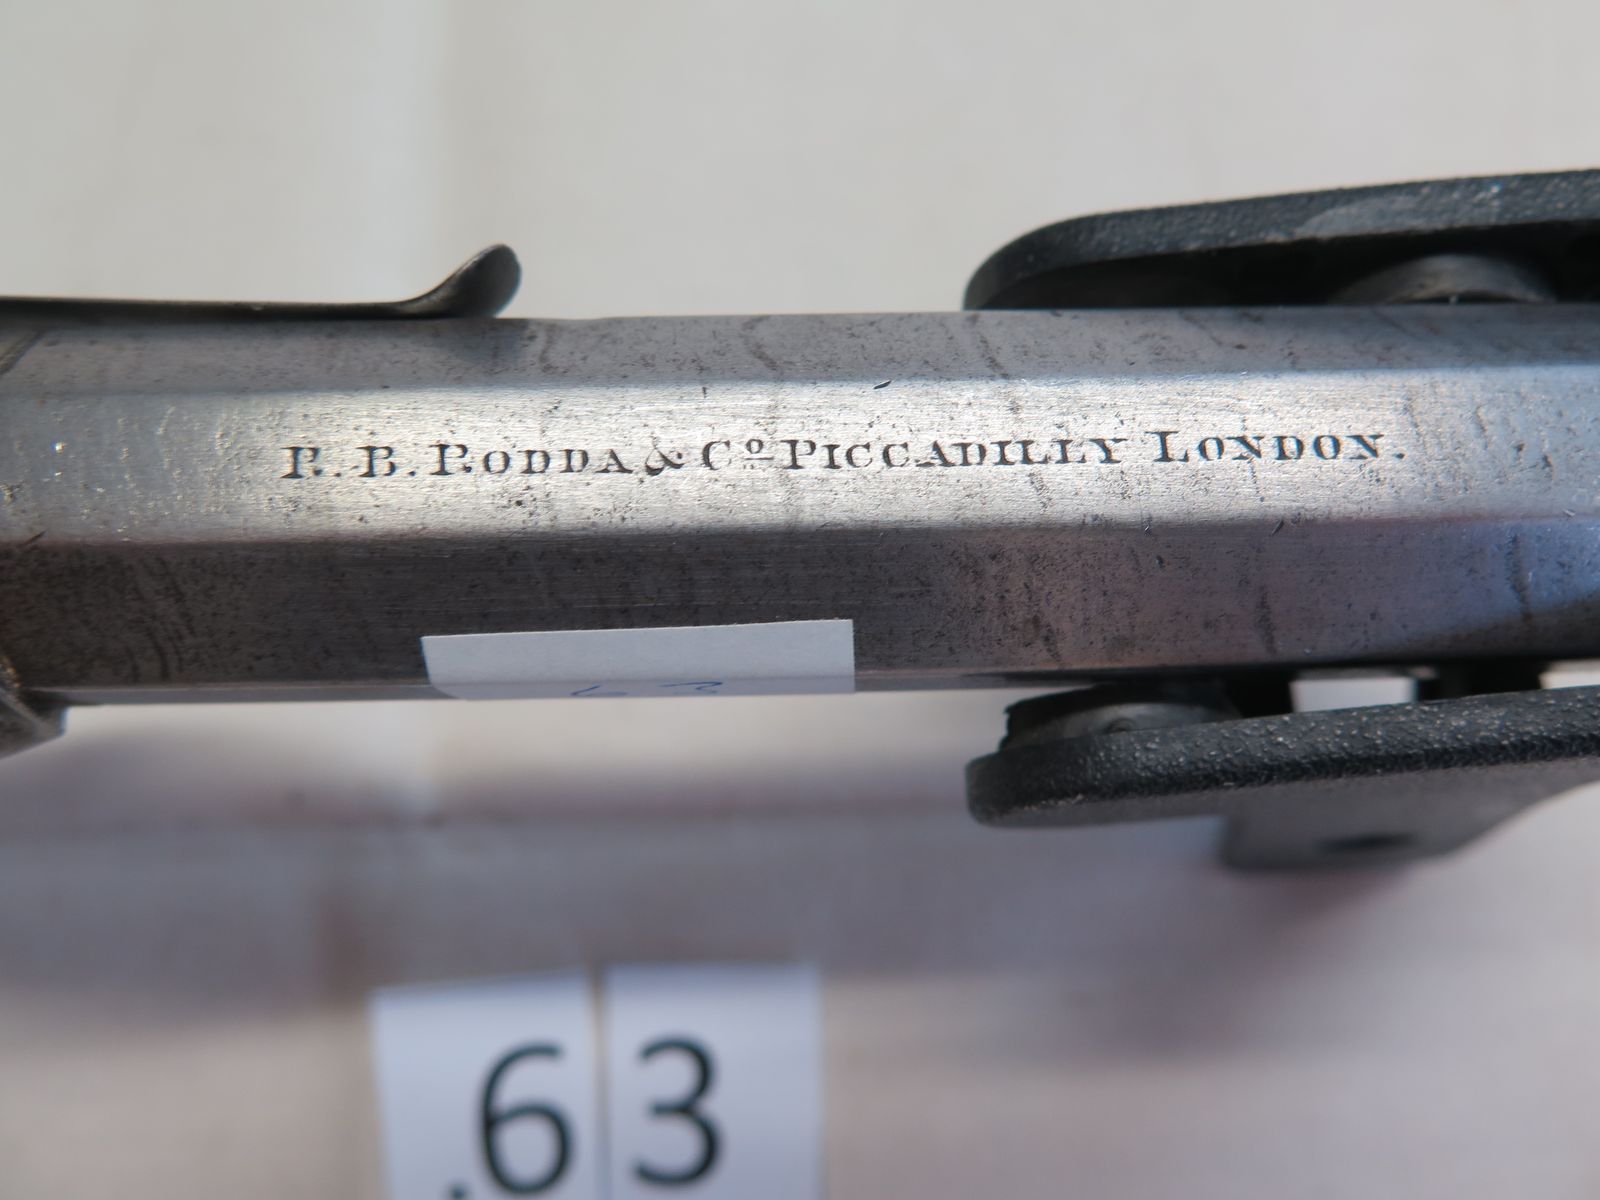 R. B. RODDA & Cº PICCADILLY LONDON.
.63